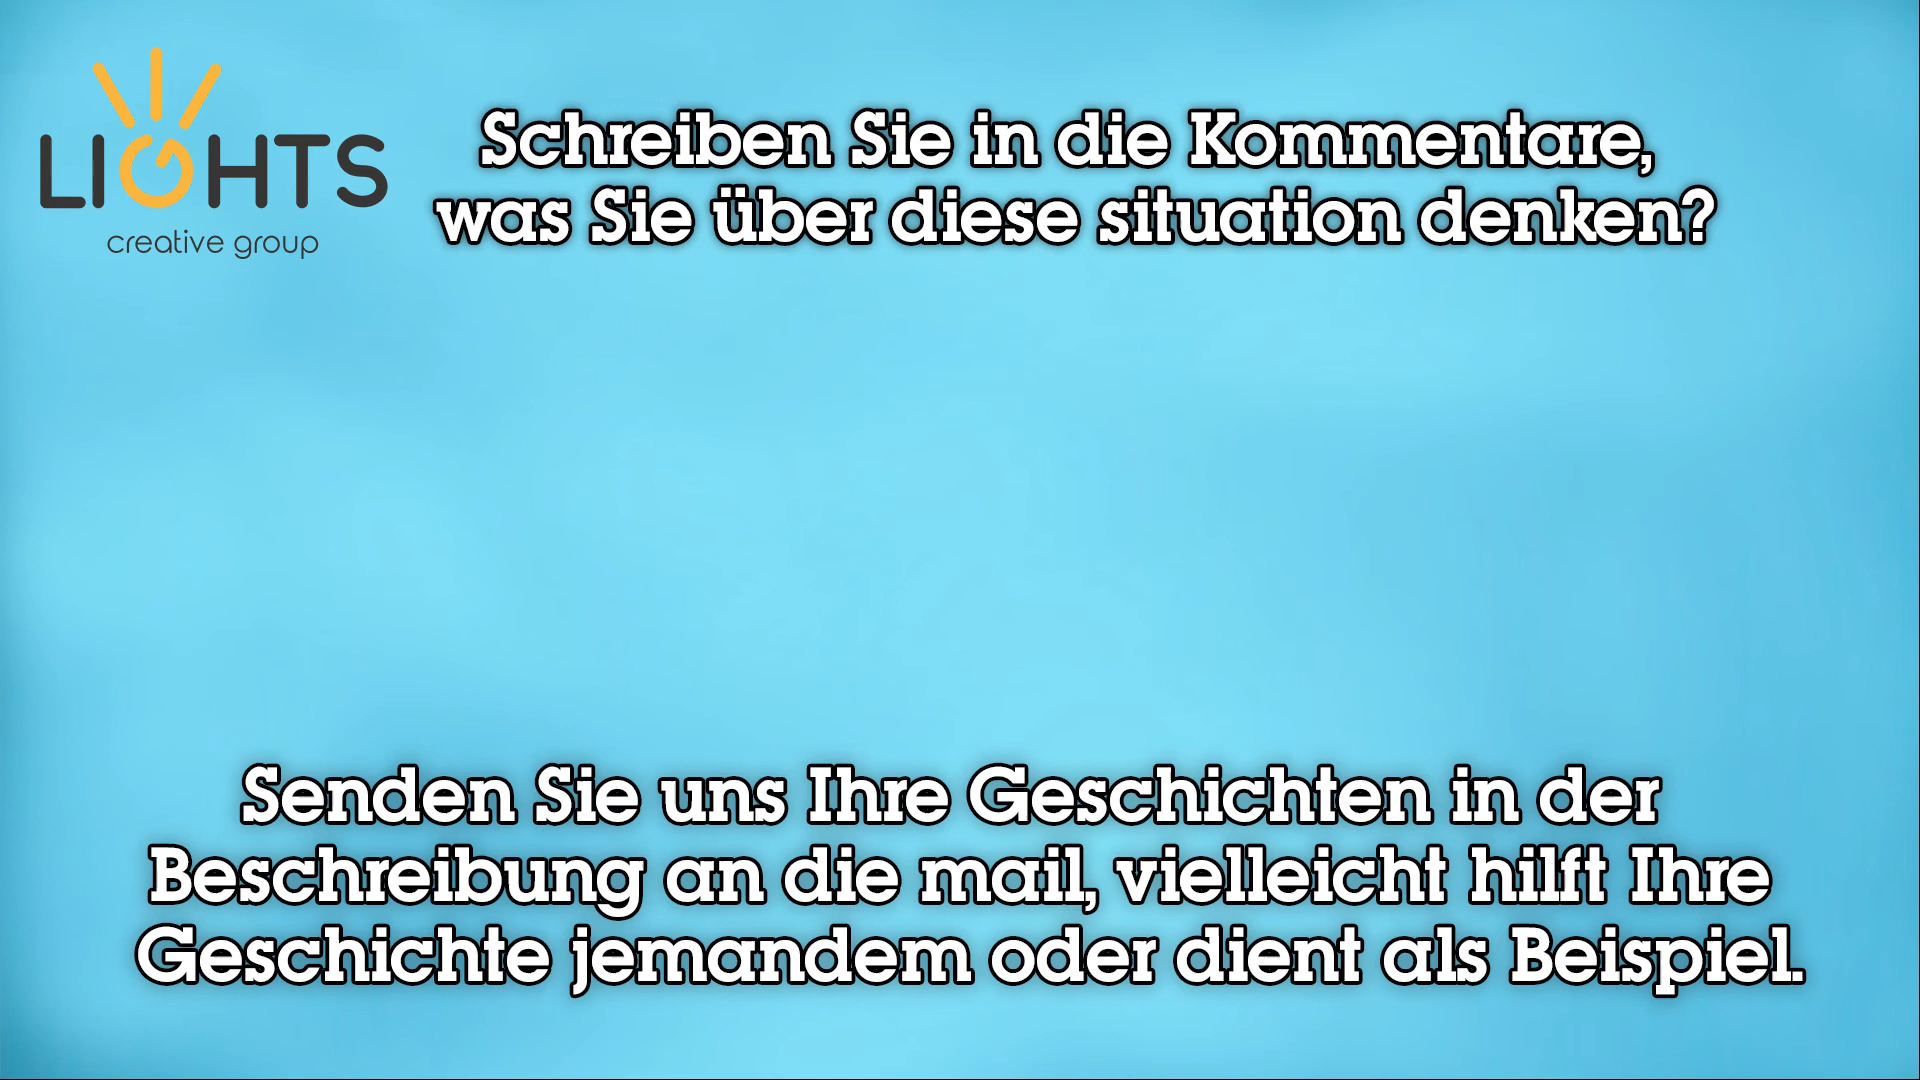 LIGHTS
creative group
Schreiben Sie in die Kommentare,
was Sie über diese situation denken?
Senden Sie uns Ihre Geschichten in der
Beschreibung an die mail, vielleicht hilft Ihre
Geschichte jemandem oder dient als Beispiel.